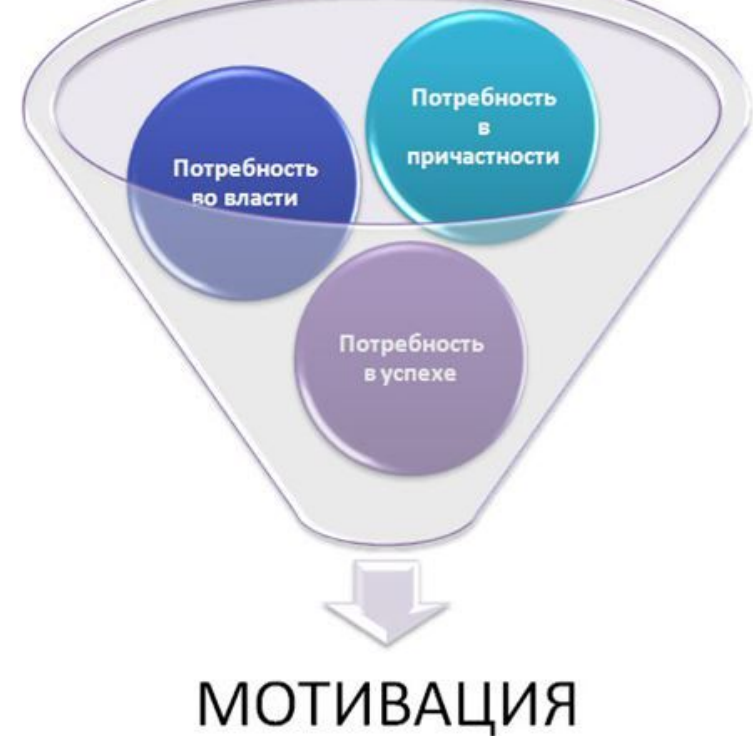 Потребность
в
причастности
Потребность
во власти
Потребность
в успехе
МОТИВАЦИЯ